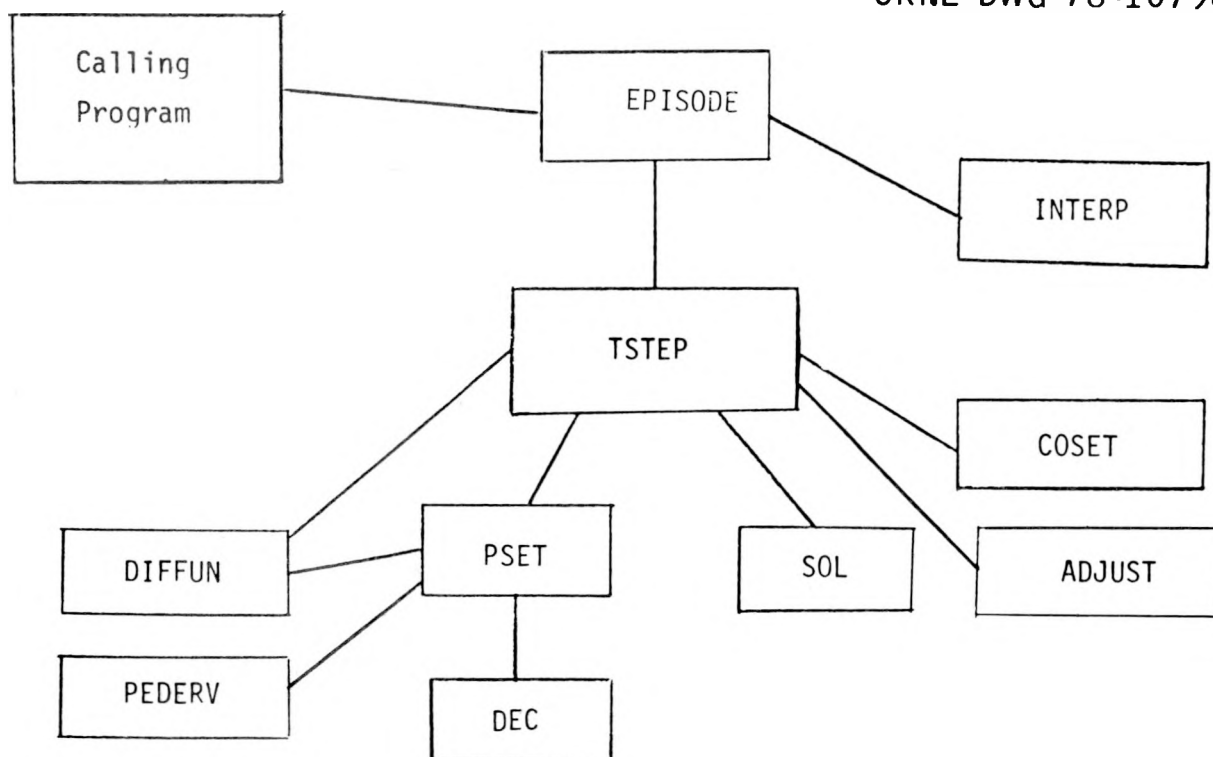 Calling
Program
EPISODE
INTERP
TSTEP
COSET
DIFFUN
PSET
SOL
ADJUST
PEDERV
DEC